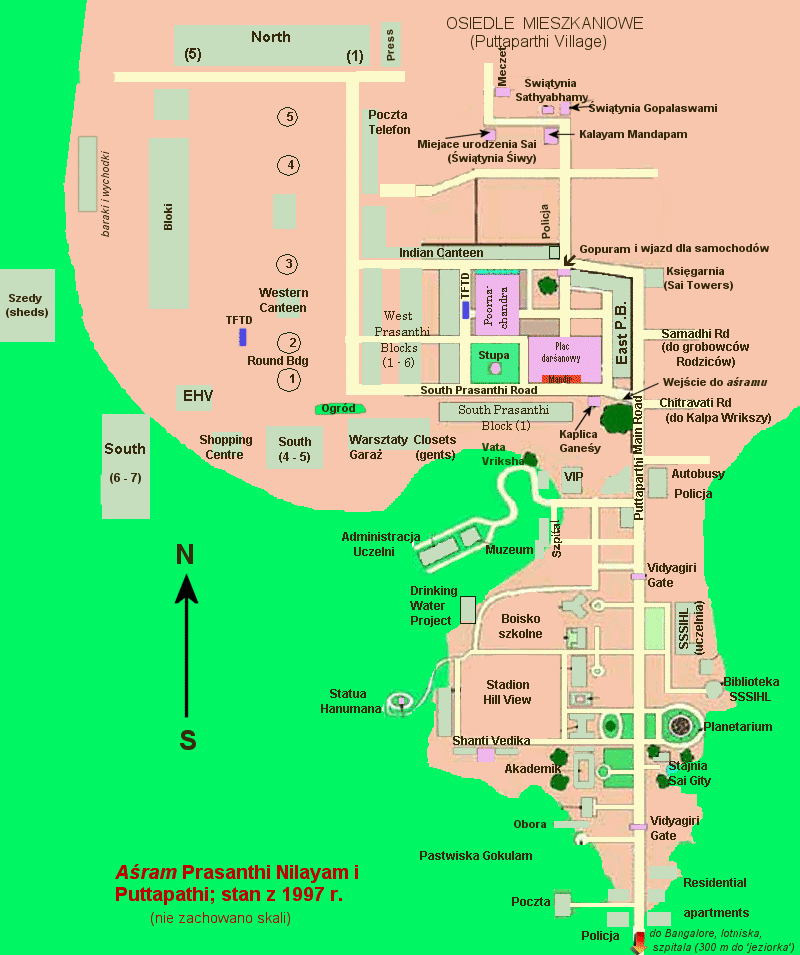 OSIEDLE MIESZKANIOWE
(Puttaparthi Village)
North
(5)
(1)
Press
Meczet
Świątynia
Sathyabhamy
Świątynia Gopalaswami
Poczta
Telefon
Miejace urodzenia Sai
(Świątynia Śiwy)
Kalayam Mandapam
5
4
3
2
1
baraki i wychodki
Bloki
Policja
Indian Canteen
Gopuram i wjazd dla samochodów
Księgarnia
(Sai Towers)
Szedy
(sheds)
Western
Canteen
TFTD
TFTD
Poorna-
chandra
West
Prasanthi
Blocks
(1 - 6)
East P.B.
Samadhi Rd
(do grobowców
Rodziców)
Round Bdg
Stupa
Plac
darśanowy
Mandir
Wejście do aśramu
South Prasanthi Road
EHV
Ogród
South Prasanthi
Block (1)
Kaplica
Ganeśy
Chitravati Rd
(do Kalpa Wrikszy)
Puttaparthi Main Road
South
(6 - 7)
Shopping
Centre
South
(4 - 5)
Warsztaty
Garaż
Closets
(gents)
Vata
Vriksha
VIP
Autobusy
Policja
Administracja
Uczelni
Muzeum
Szpital
N
S
Vidyagiri
Gate
Drinking
Water
Project
Boisko
szkolne
SSSIHL
(uczelnia)
Biblioteka
SSSIHL
Statua
Hanumana
Stadion
Hill View
Planetarium
Shanti Vedika
Akademik
Stajnia
Sai Gity
Obora
Vidyagiri
Gate
Pastwiska Gokulam
Aśram Prasanthi Nilayam i
Puttapathi; stan z 1997 r.
(nie zachowano skali)
Residential
apartments
Poczta
Policja
do Bangalore, lotniska,
szpitala (300 m do 'jeziorka')